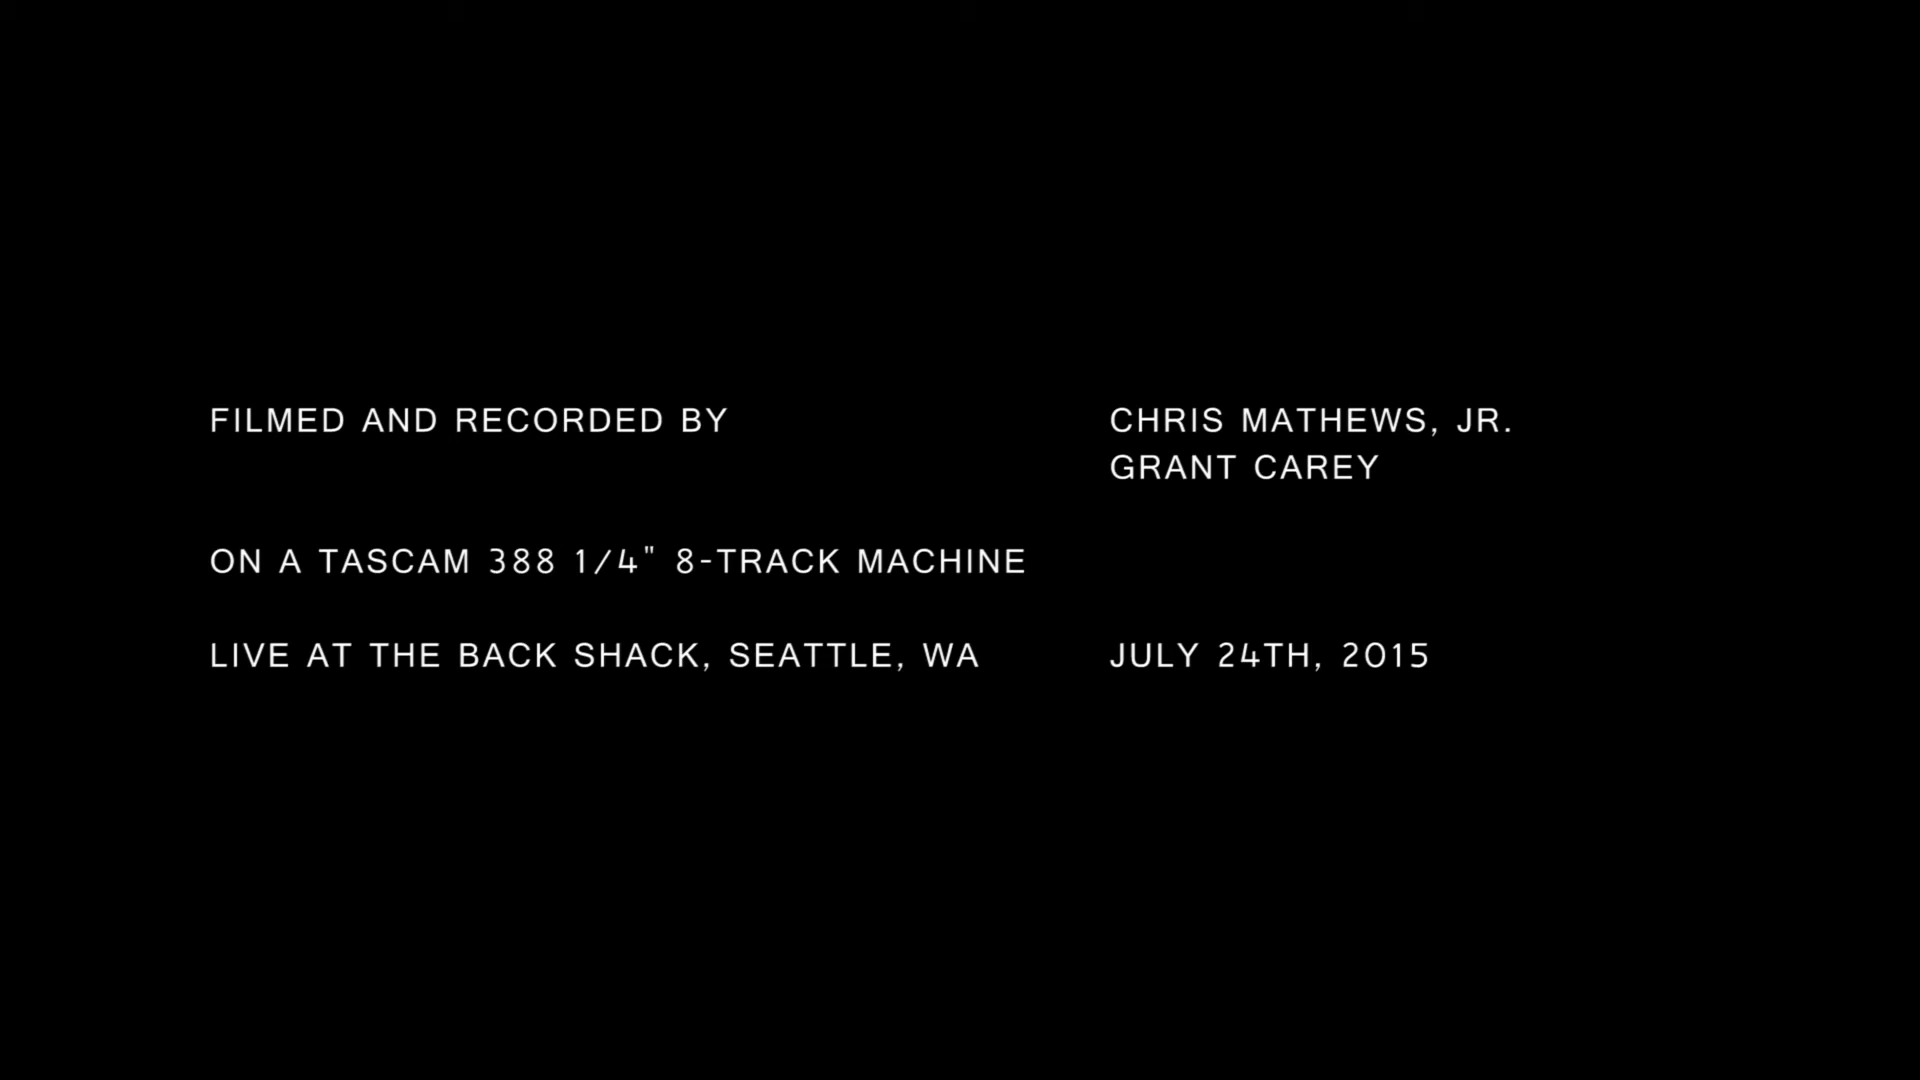 FILMED AND RECORDED BY
CHRIS MATHEWS, JR.
GRANT CAREY
ON A TASCAM 388 1/4" 8-TRACK MACHINE
LIVE AT THE BACK SHACK, SEATTLE, WA
JULY 24TH, 2015